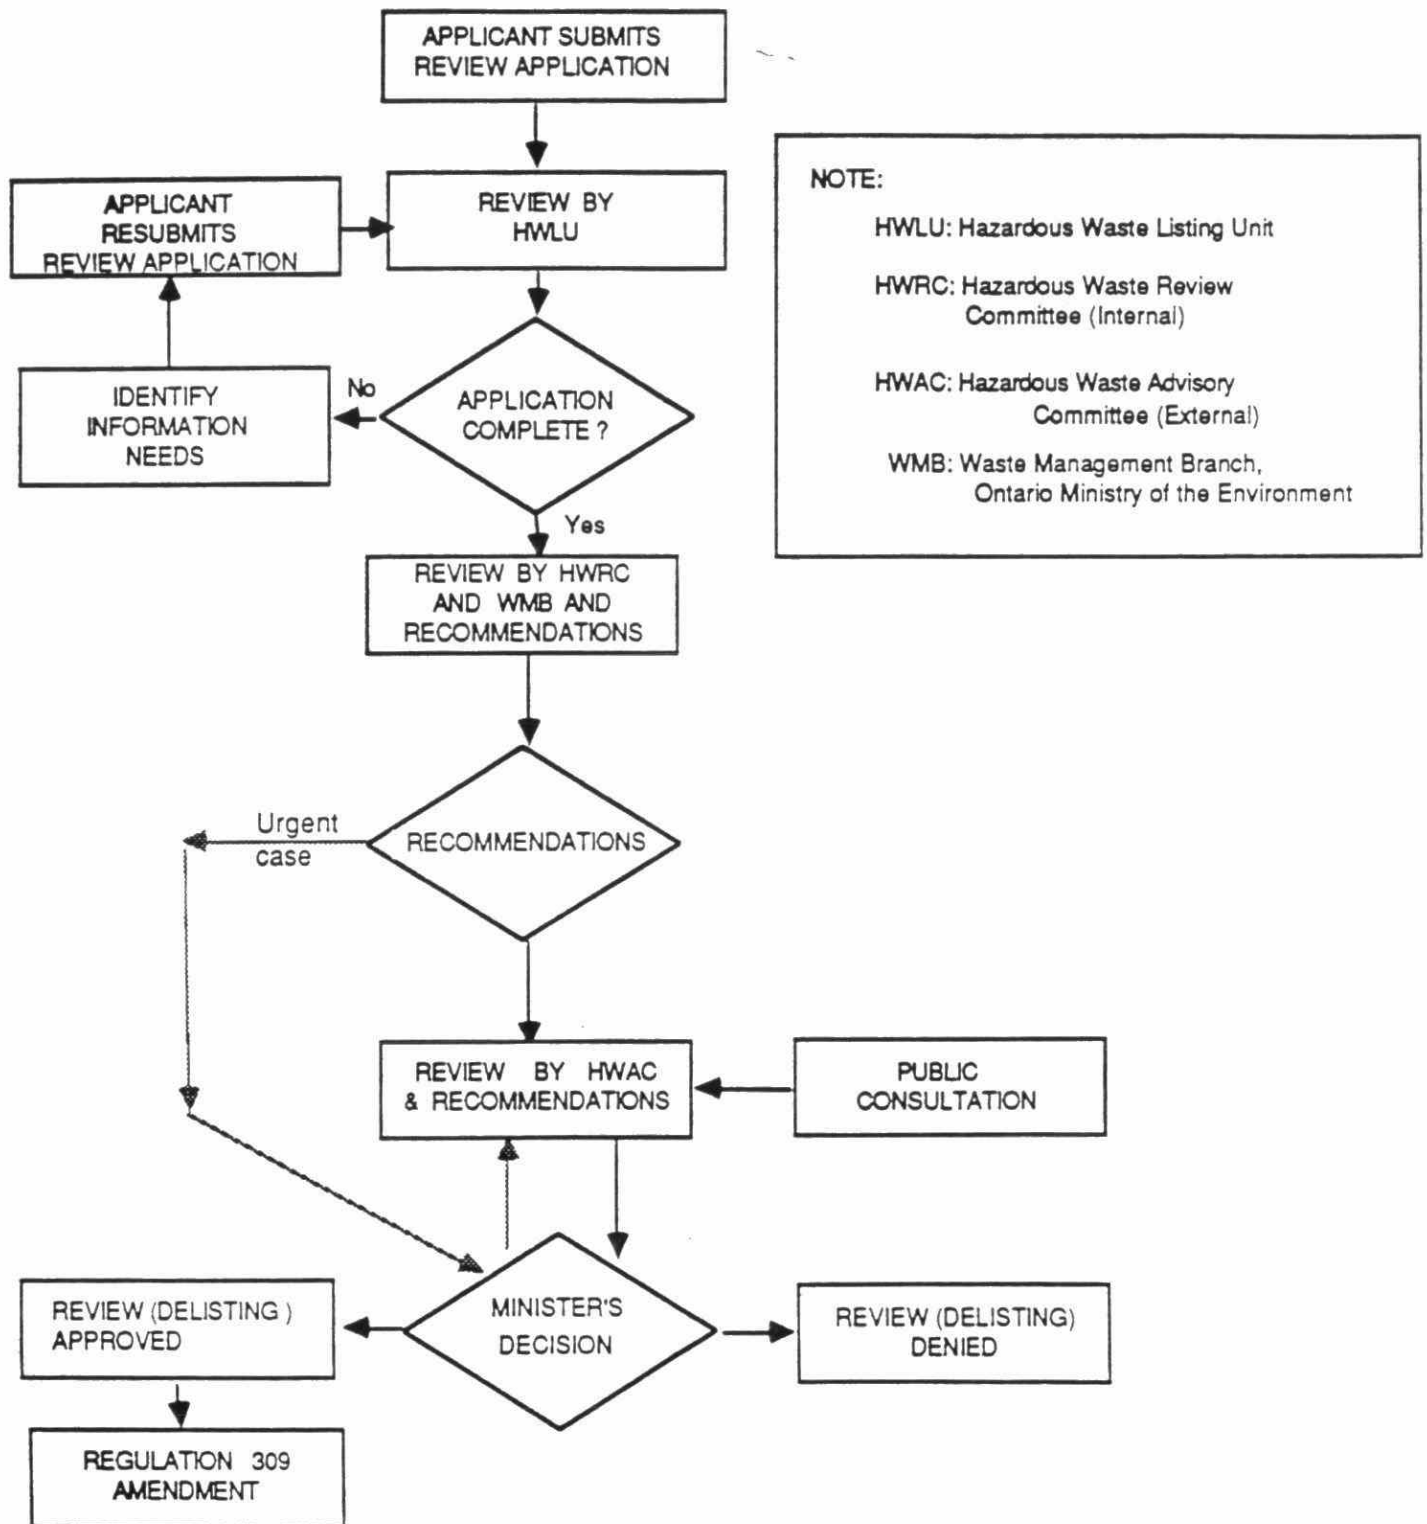 APPLICANT SUBMITS
REVIEW APPLICATION
APPLICANT
RESUBMITS
REVIEW APPLICATION
REVIEW BY
HWLU
NOTE:
HWLU: Hazardous Waste Listing Unit
HWRC: Hazardous Waste Review
Committee (Internal)
HWAC: Hazardous Waste Advisory
Committee (External)
WMB: Waste Management Branch,
Ontario Ministry of the Environment
IDENTIFY
INFORMATION
NEEDS
No
APPLICATION
COMPLETE ?
Yes
REVIEW BY HWRC
AND WMB AND
RECOMMENDATIONS
Urgent
case
RECOMMENDATIONS
REVIEW BY HWAC
& RECOMMENDATIONS
PUBLIC
CONSULTATION
REVIEW (DELISTING )
APPROVED
MINISTER'S
DECISION
REVIEW (DELISTING)
DENIED
REGULATION 309
AMENDMENT